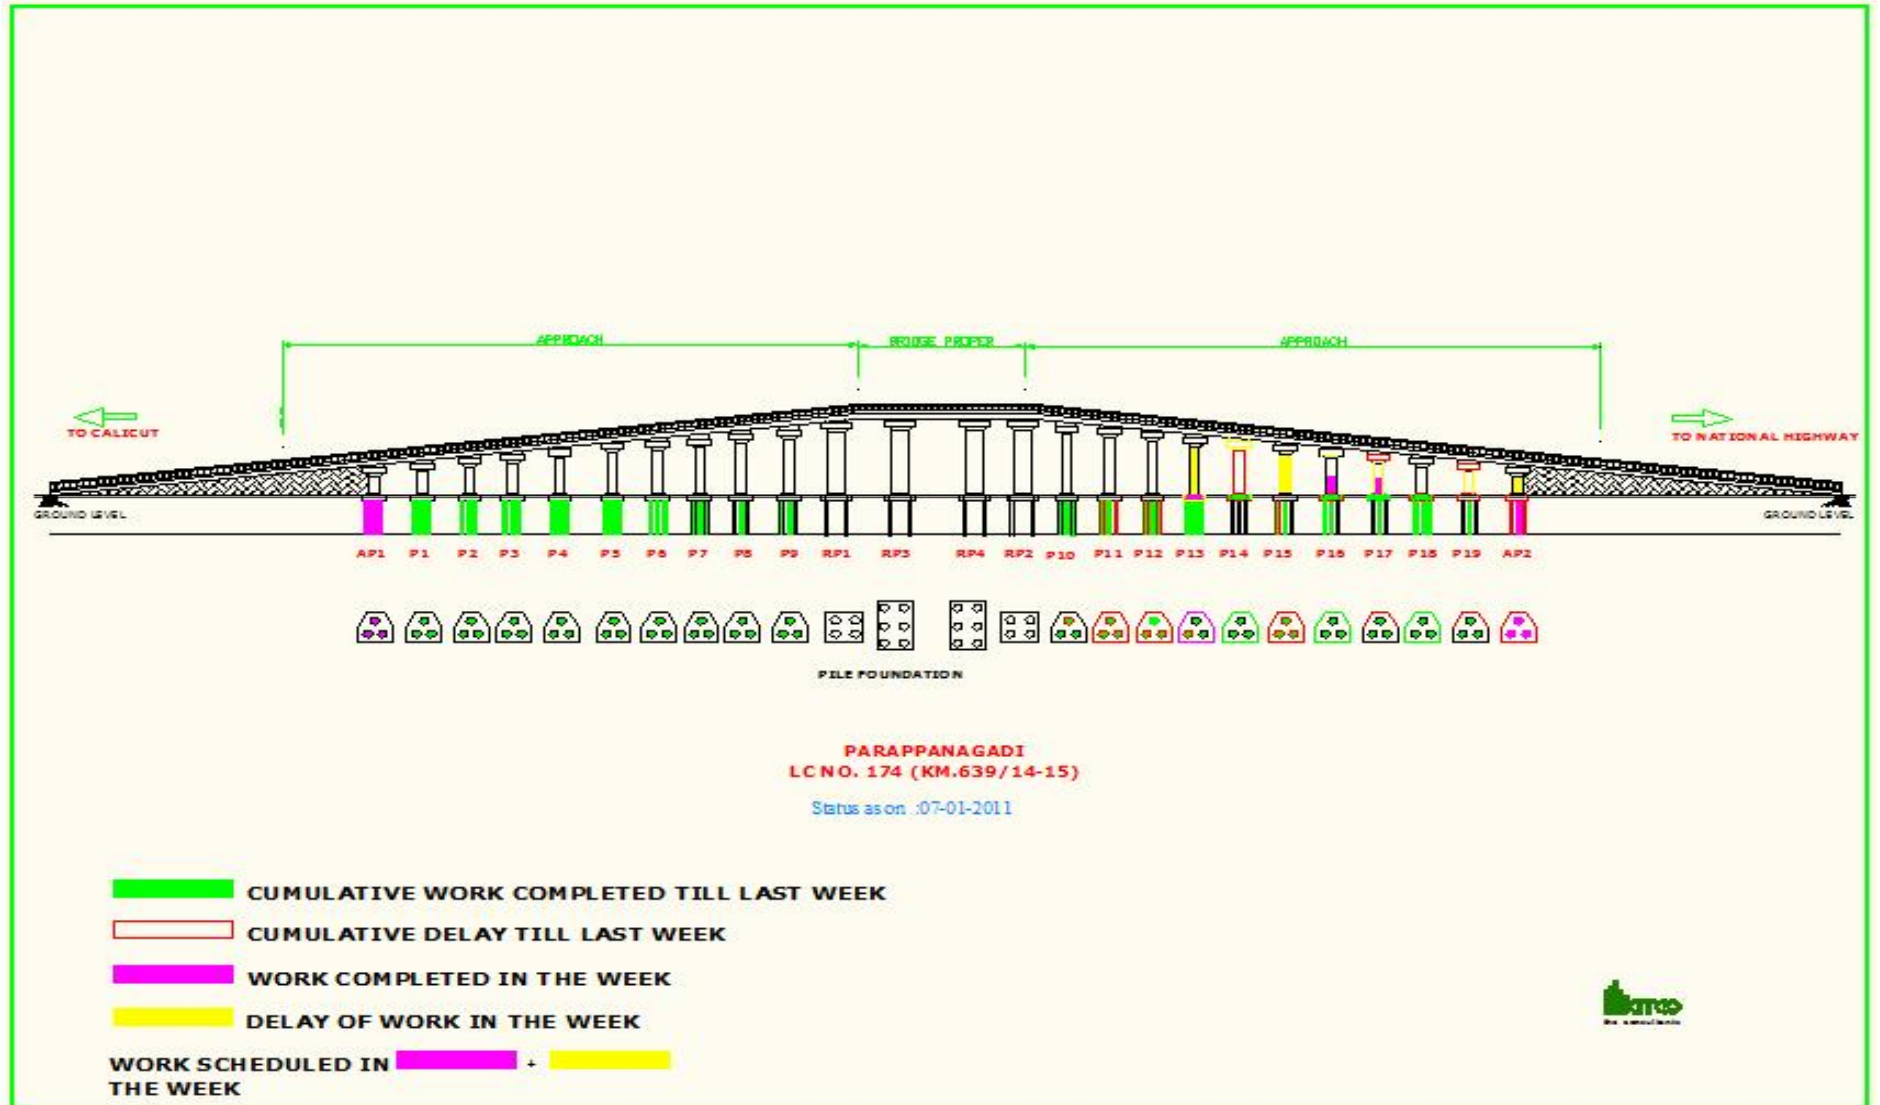 APPROACH
BRIDGE PROPER
APPROACH
TO CALICUT
TO NATIONAL HIGHWAY
GROUND LEVEL
GROUND LEVEL
AP1 P1 P2 P3 P4 P5 P6 P7 P8 P9 RP1 RP3 RP4 RP2 P10 P11 P12 P13 P14 P15 P16 P17 P18 P19 AP2
PILE FOUNDATION
PARAPPANAGADI
LC NO. 174 (KM.639/14-15)
Status as on :07-01-2011
CUMULATIVE WORK COMPLETED TILL LAST WEEK
CUMULATIVE DELAY TILL LAST WEEK
WORK COMPLETED IN THE WEEK
DELAY OF WORK IN THE WEEK
WORK SCHEDULED IN +
THE WEEK